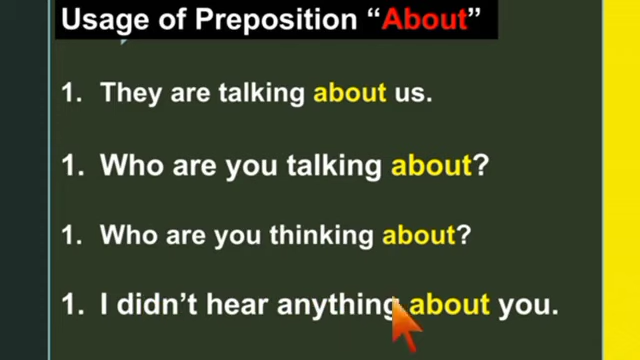 Usage of Preposition “About”
1. They are talking about us.
1. Who are you talking about?
1. Who are you thinking about?
1. I didn’t hear anything about you.